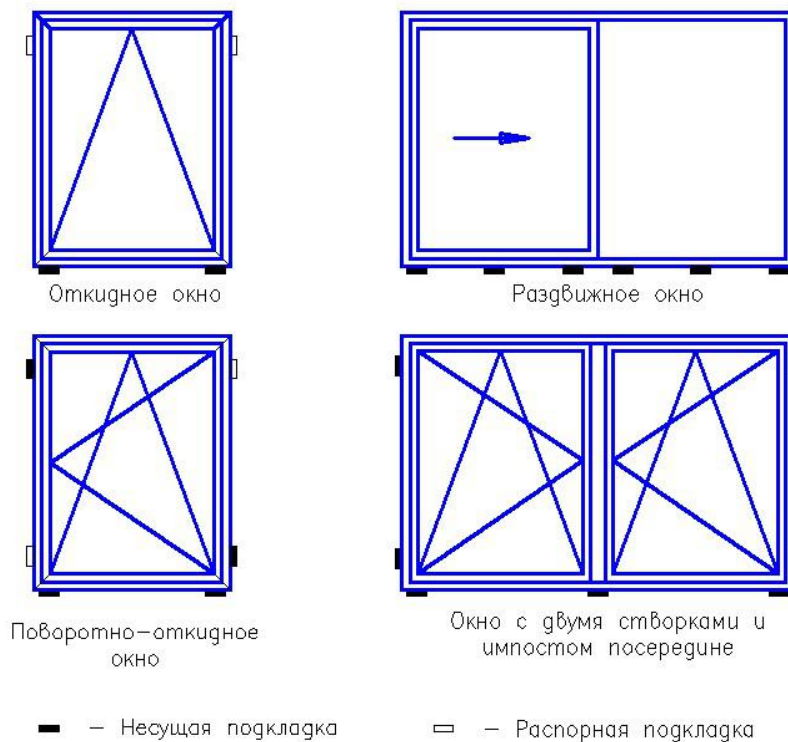 Откидное окно
Раздвижное окно
Поворотно-откидное
окно
Окно с двумя створками и
импостом посередине
– Несущая подкладка
– Распорная подкладка